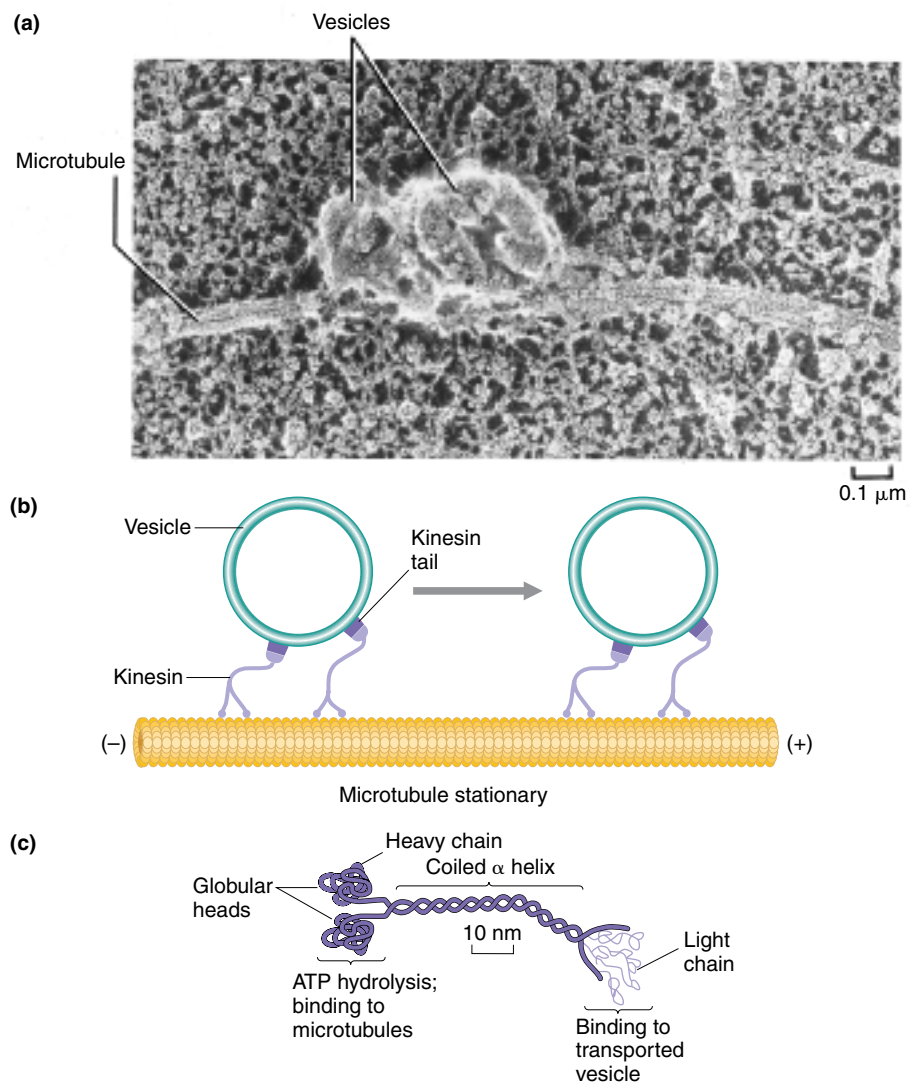 (a)
Vesicles
Microtubule
0.1 μm
(b)
Vesicle
Kinesin
tail
Kinesin
(–)
(+)
Microtubule stationary
(c)
Heavy chain
Coiled α helix
Globular
heads
10 nm
Light
chain
ATP hydrolysis;
binding to
microtubules
Binding to
transported
vesicle